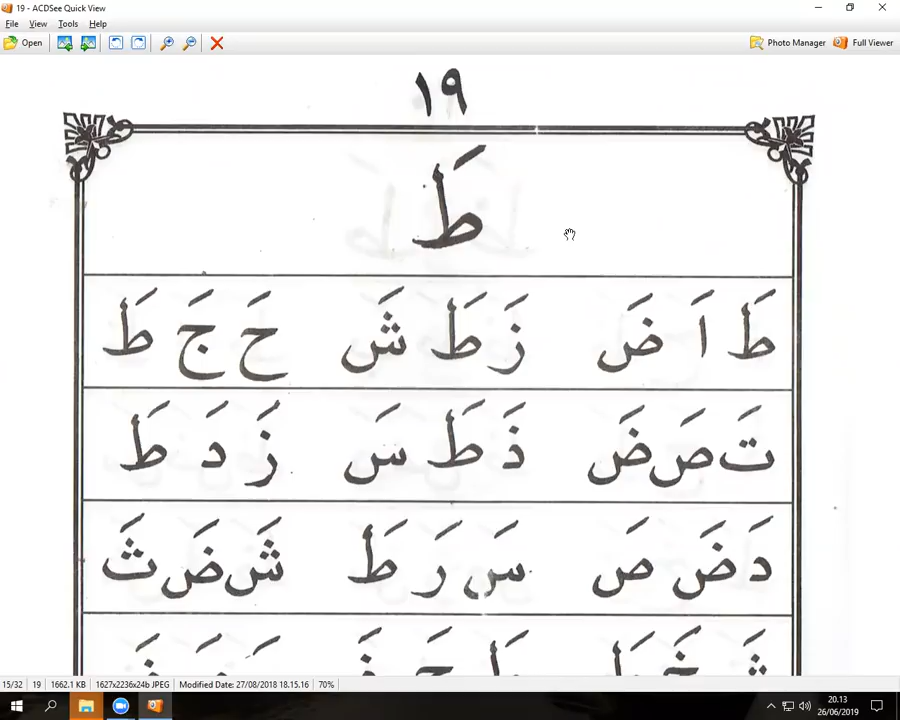 19 - ACDSee Quick View
File View Tools Help
Open Photo Manager Full Viewer
١٩
طَ
طَ اَ ضَ زَ طَ شَ حَ جَ طَ
تَ صَ ضَ ذَ طَ سَ زَ دَ طَ
دَ ضَ صَ سَ رَ طَ شَ ضَ ثَ
15/32 19 1662.1 KB 1627x2236x24b JPEG Modified Date: 27/08/2018 18.15.16 70%
20.13
26/06/2019